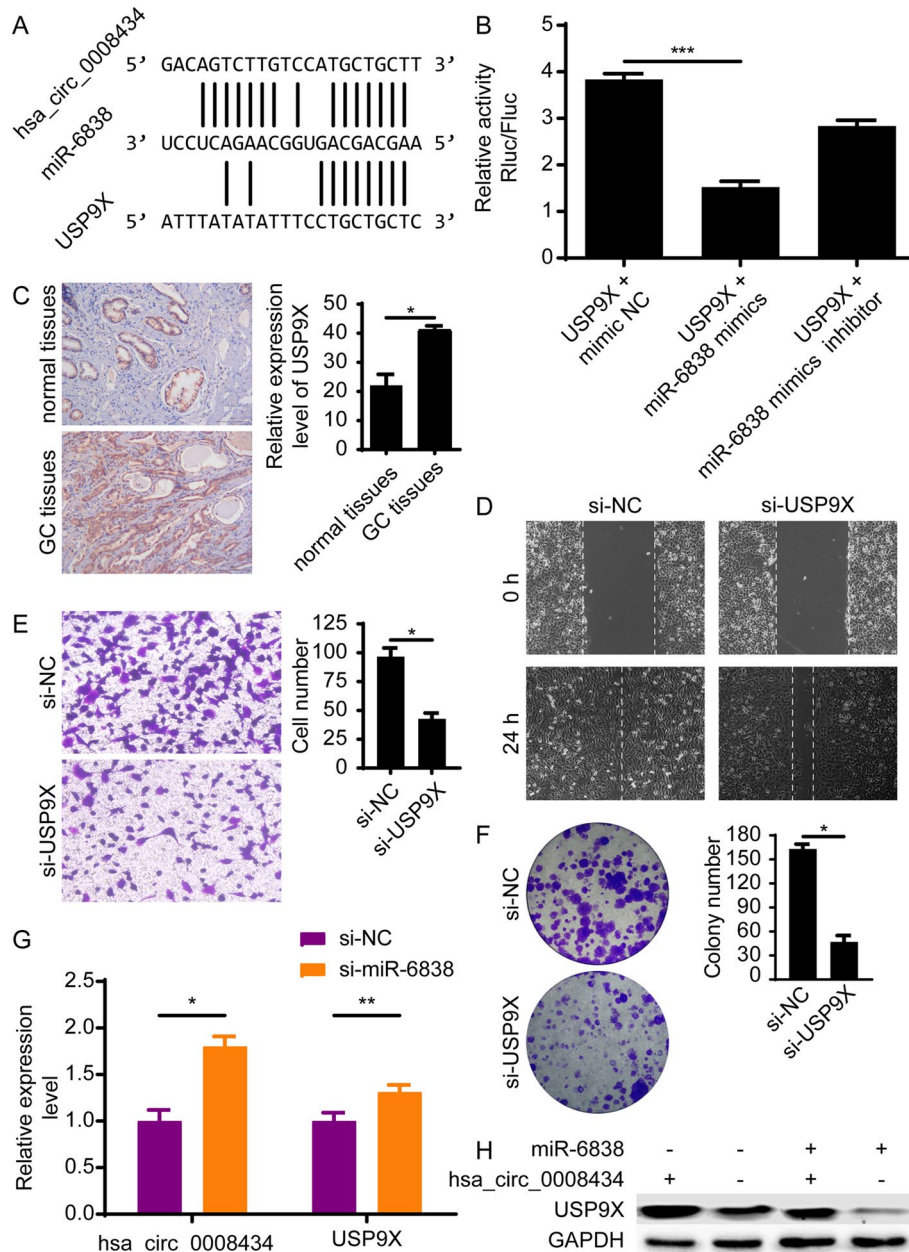 A
hsa_circ_0008434
5’ GACAGTCTTGTCCATGCTGCTT 3’
miR-6838
3’ UCCUCAGAACGGUGACGACGAA 5’
USP9X
5’ ATTTATATATTTCCTGCTGCTC 3’
B
Relative activity
Rluc/Fluc
5
4
3
2
1
0
***
USP9X +
mimic NC
USP9X +
miR-6838 mimics
USP9X +
miR-6838 mimics inhibitor
C
normal tissues
GC tissues
Relative expression
level of USP9X
50
40
30
20
10
0
*
normal tissues
GC tissues
D
si-NC
si-USP9X
0 h
24 h
E
si-NC
si-USP9X
Cell number
125
100
75
50
25
0
*
si-NC
si-USP9X
F
si-NC
si-USP9X
Colony number
180
150
120
90
60
30
0
*
si-NC
si-USP9X
G
si-NC
si-miR-6838
Relative expression
level
2.5
2.0
1.5
1.0
0.5
0.0
*
**
hsa_circ_0008434
USP9X
H
miR-6838 - - + +
hsa_circ_0008434 + - + -
USP9X
GAPDH